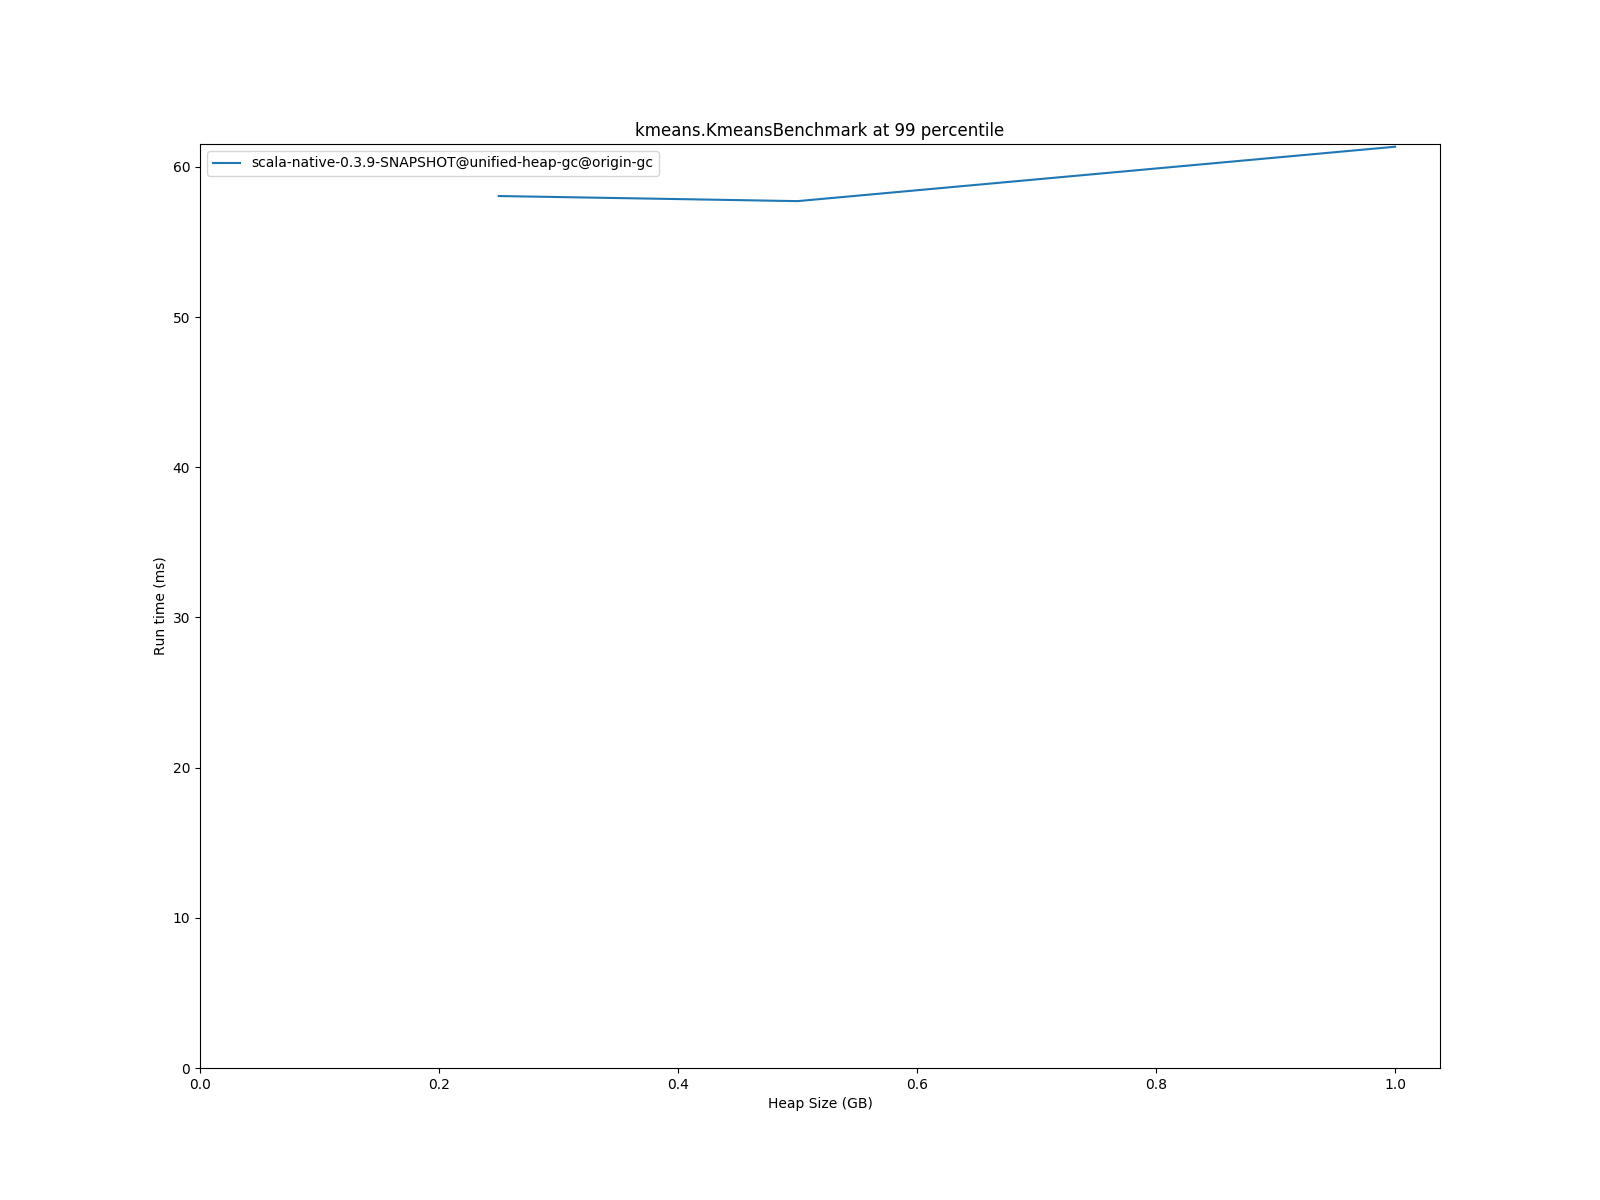 kmeans.KmeansBenchmark at 99 percentile
scala-native-0.3.9-SNAPSHOT@unified-heap-gc@origin-gc
60
50
40
30
20
10
0
Run time (ms)
0.0 0.2 0.4 0.6 0.8 1.0
Heap Size (GB)